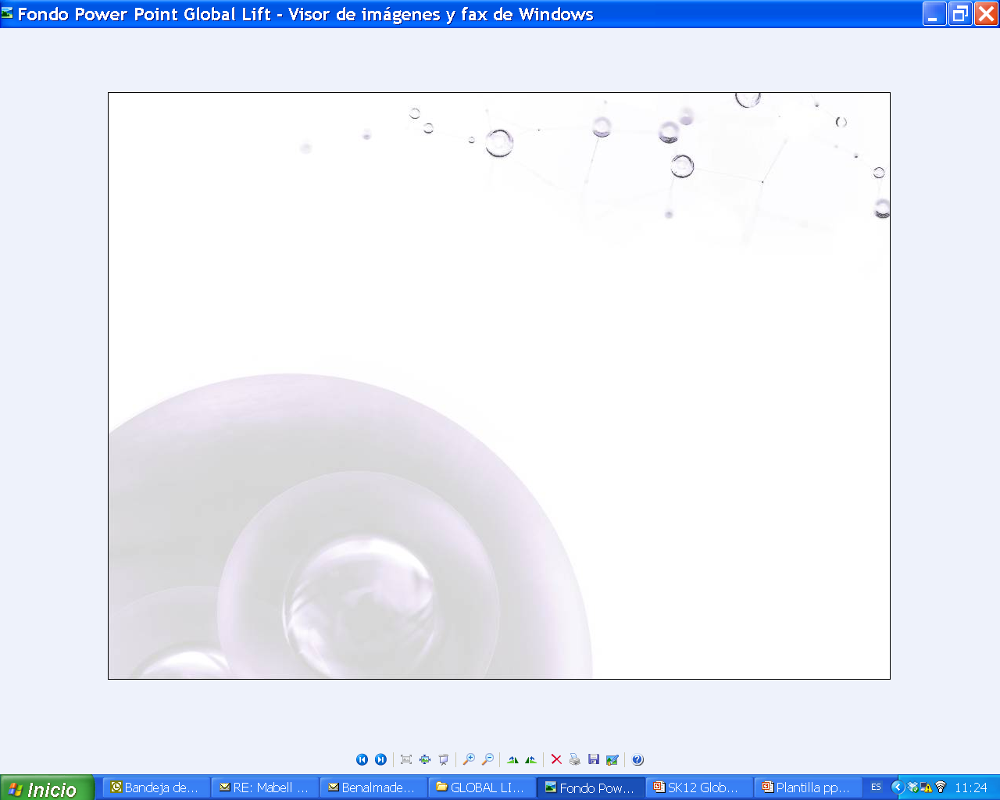 Fondo Power Point Global Lift - Visor de imágenes y fax de Windows
Inicio
Bandeja de...
RE: Mabell ...
Benalmade...
GLOBAL LI...
Fondo Pow...
SK12 Glob...
Plantilla pp...
ES
11:24